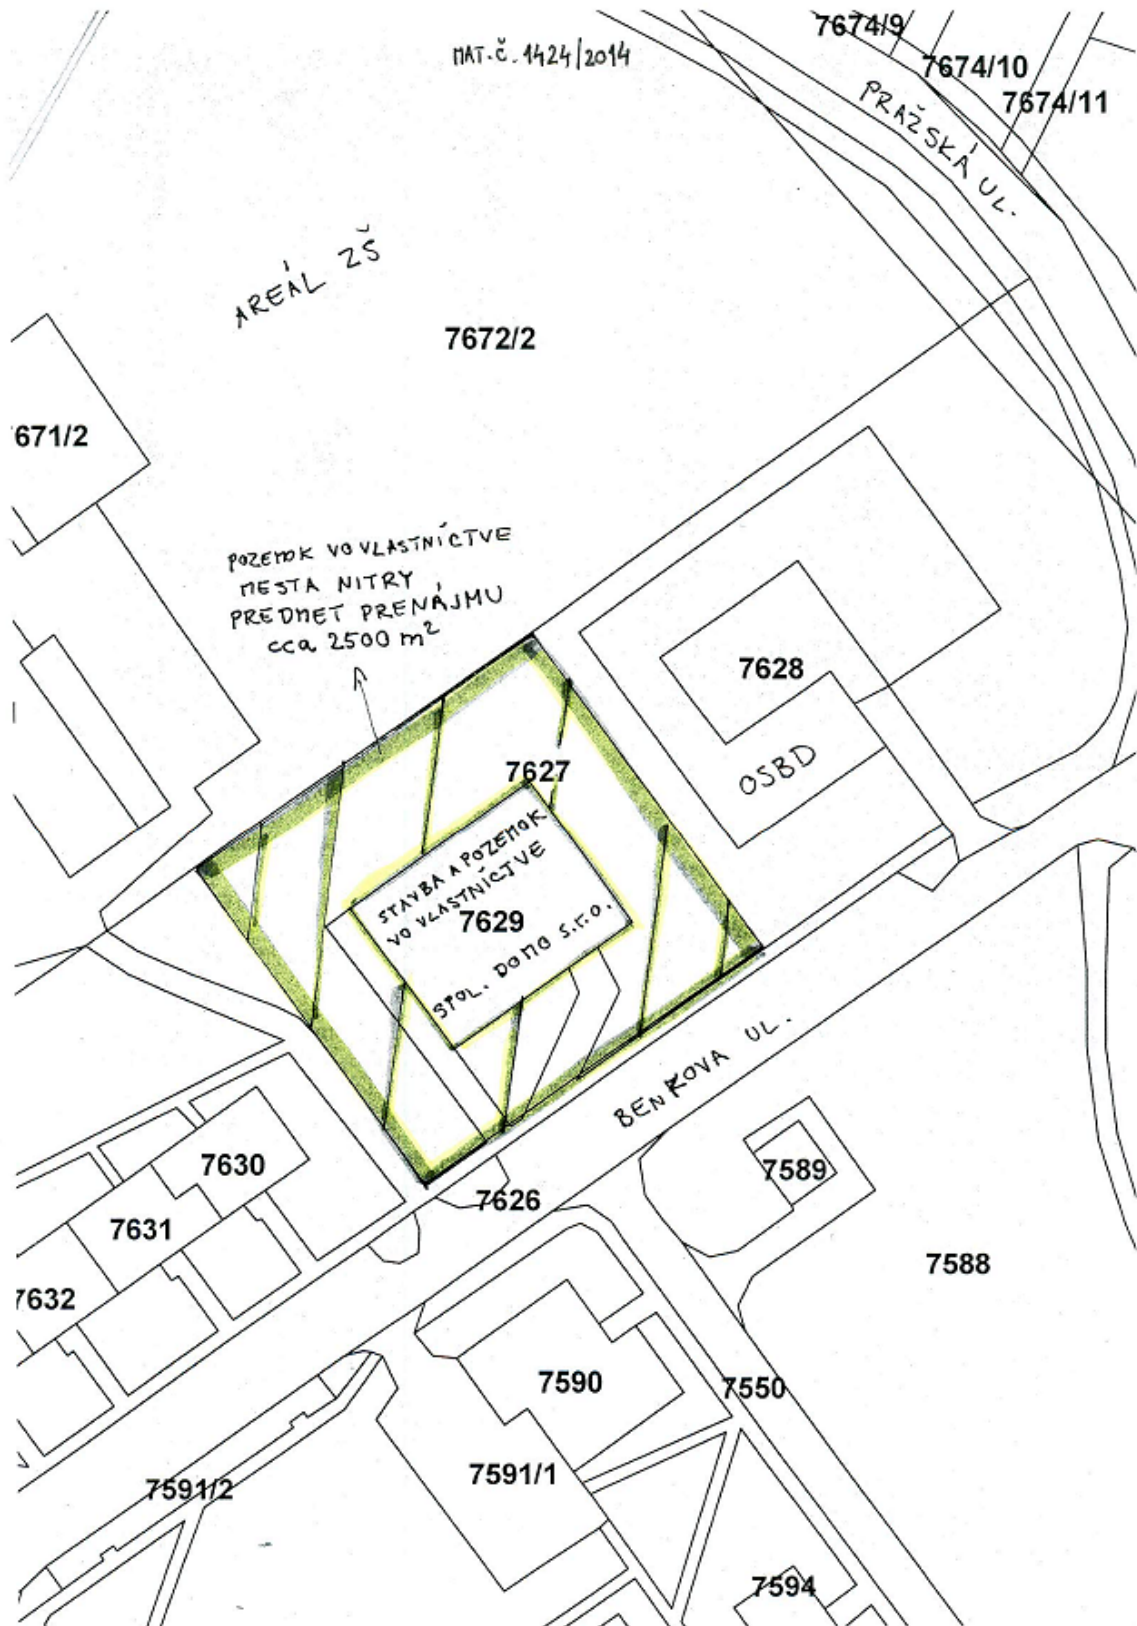 7674/9
MAT.Č. 1424/2014
7674/10
7674/11
PRAŽSKÁ UL.
AREÁL ZŠ
7672/2
671/2
POZEMOK VO VLASTNÍCTVE
MESTA NITRY
PREDMET PRENÁJMU
cca 2500 m²
7628
OSBD
7627
STAVBA A POZEMOK
VO VLASTNÍCTVE
7629
SPOL. DOMO s.r.o.
BENKOVA UL.
7630
7589
7626
7631
7588
7632
7590
7550
7591/1
7591/2
7594